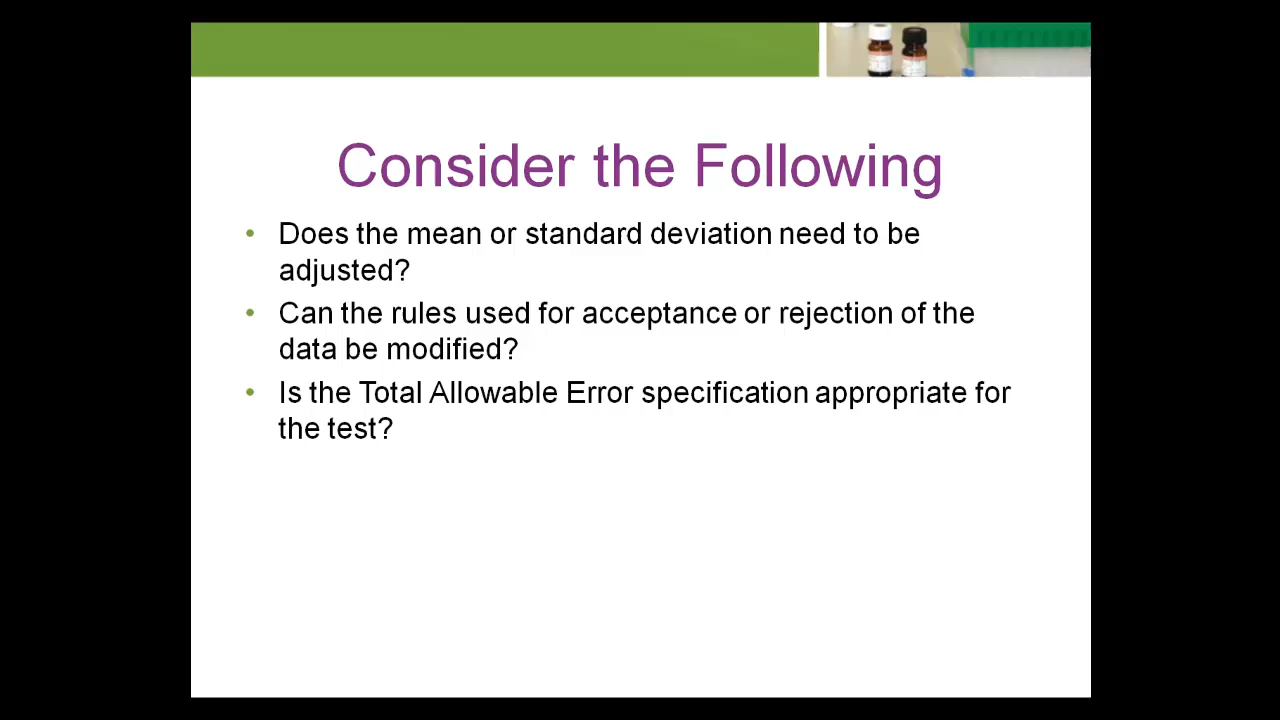 Consider the Following
• Does the mean or standard deviation need to be
adjusted?
• Can the rules used for acceptance or rejection of the
data be modified?
• Is the Total Allowable Error specification appropriate for
the test?